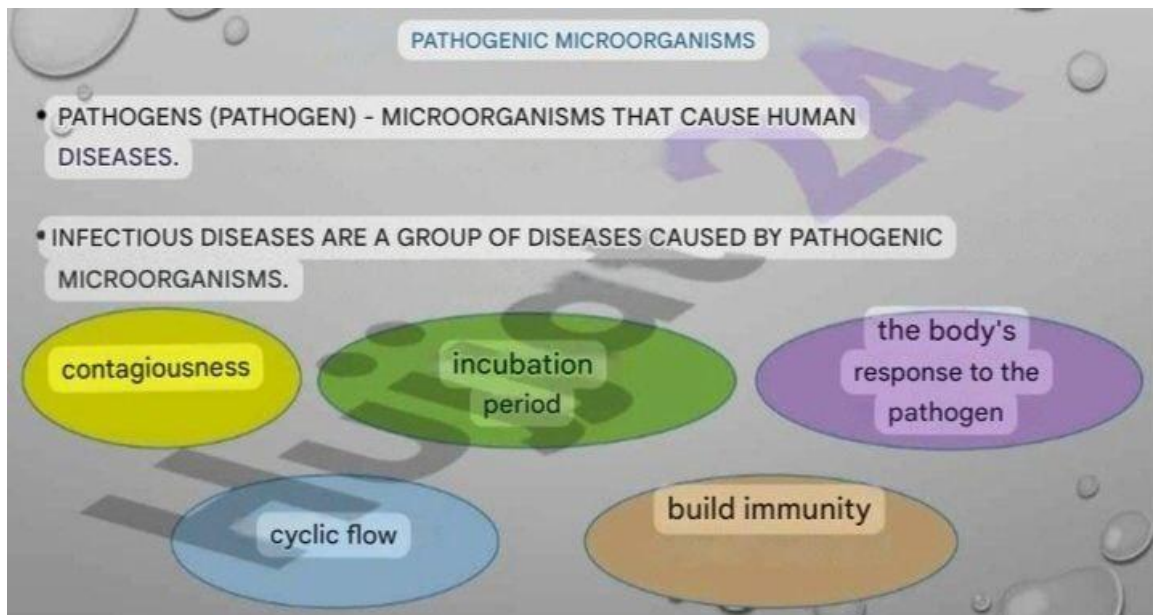 PATHOGENIC MICROORGANISMS
• PATHOGENS (PATHOGEN) - MICROORGANISMS THAT CAUSE HUMAN
DISEASES.
• INFECTIOUS DISEASES ARE A GROUP OF DISEASES CAUSED BY PATHOGENIC
MICROORGANISMS.
contagiousness
incubation
period
the body's
response to the
pathogen
cyclic flow
build immunity
24